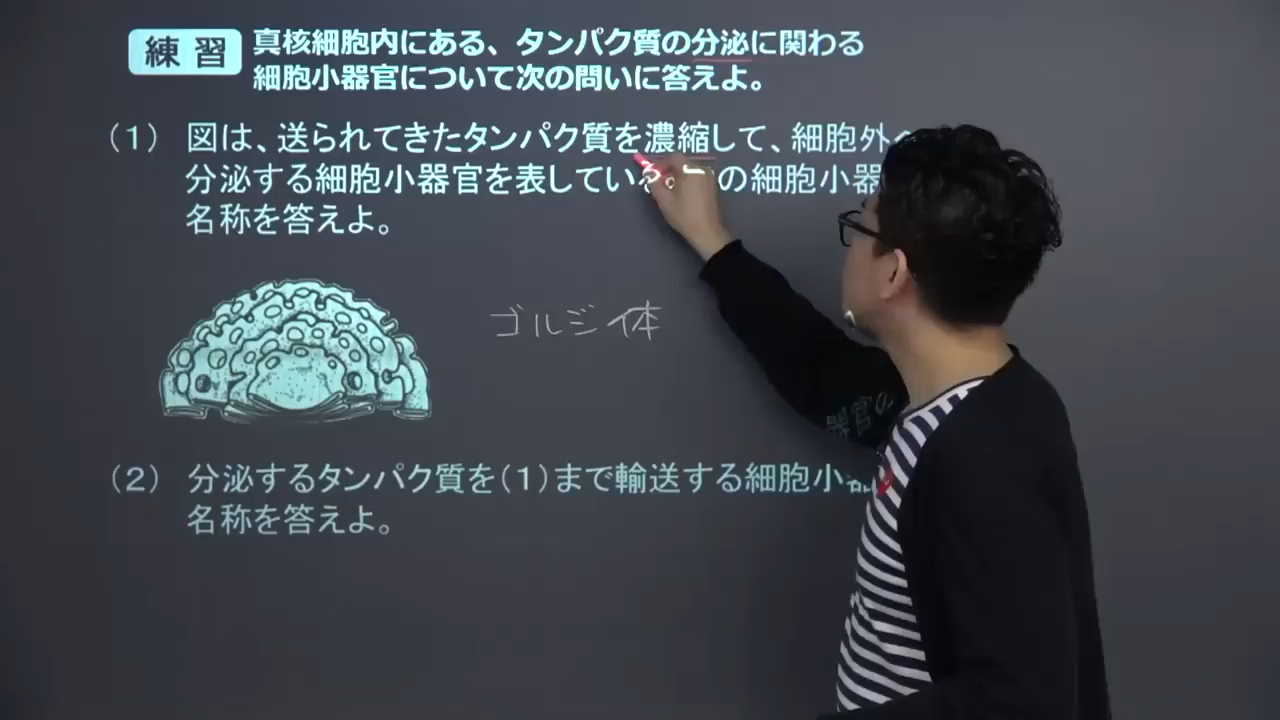 練習
真核細胞内にある、タンパク質の分泌に関わる
細胞小器官について次の問いに答えよ。
（１） 図は、送られてきたタンパク質を濃縮して、細胞外へ
分泌する細胞小器官を表している。この細胞小器
名称を答えよ。
ゴルジ体
器官の
（２） 分泌するタンパク質を（１）まで輸送する細胞小器
名称を答えよ。